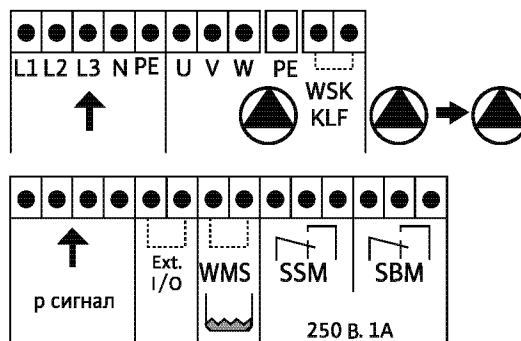 L1 L2 L3 N PE U V W PE
WSK
KLF
Ext.
I/O
WMS
SSM
SBM
р сигнал
250 В. 1А